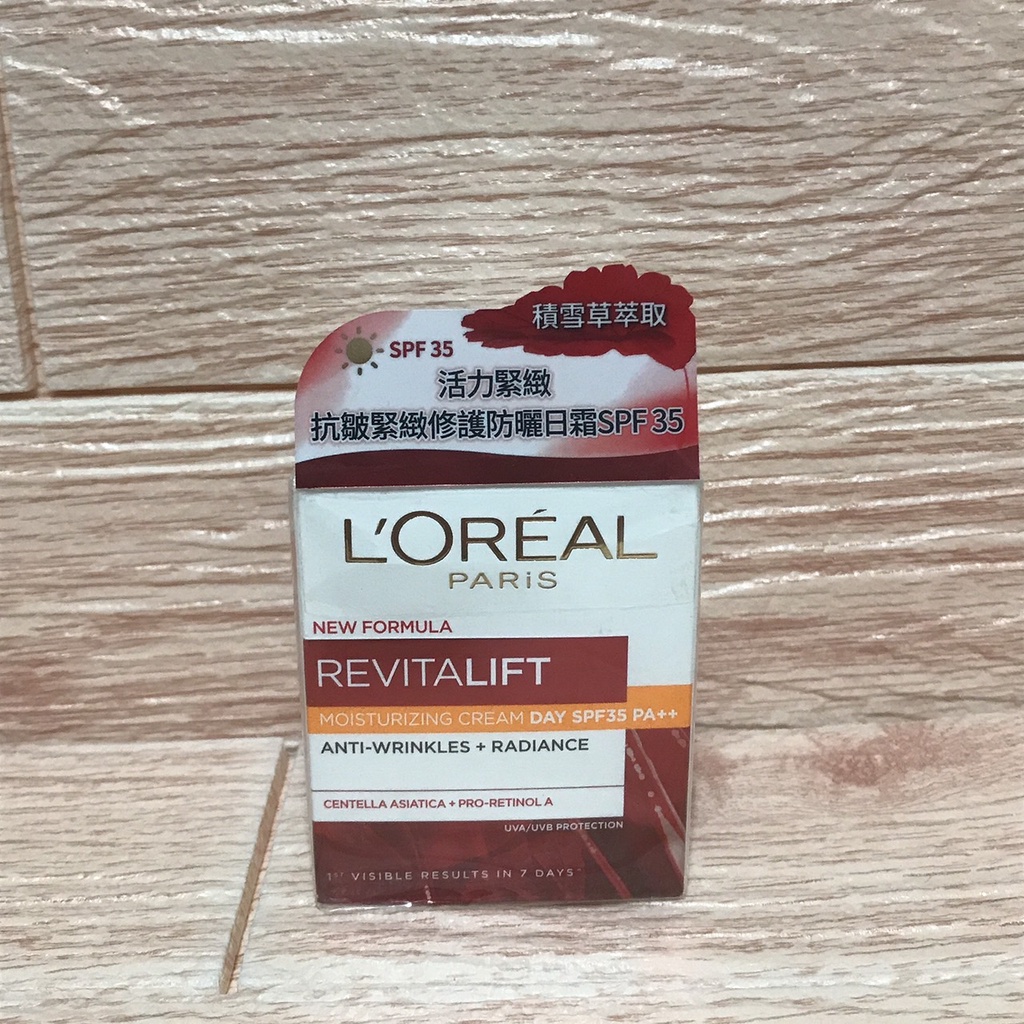 積雪草萃取
SPF 35
活力緊緻
抗皺緊緻修護防曬日霜SPF 35
L'ORÉAL
PARiS
NEW FORMULA
REVITALIFT
MOISTURIZING CREAM DAY SPF35 PA++
ANTI-WRINKLES + RADIANCE
CENTELLA ASIATICA + PRO-RETINOL A
UVA/UVB PROTECTION
1ST VISIBLE RESULTS IN 7 DAYS